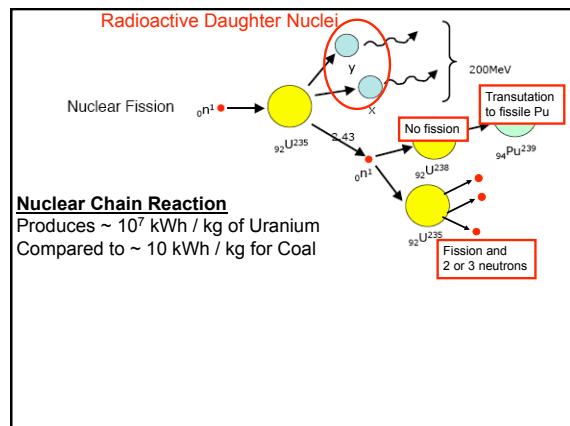 Radioactive Daughter Nuclei
y
200MeV
Nuclear Fission
₀n¹
x
Transutation
to fissile Pu
No fission
₉₂U²³⁵
2.43
₀n¹
₉₂U²³⁸
₉₄Pu²³⁹
Nuclear Chain Reaction
Produces ~ 10⁷ kWh / kg of Uranium
Compared to ~ 10 kWh / kg for Coal
₉₂U²³⁵
Fission and
2 or 3 neutrons